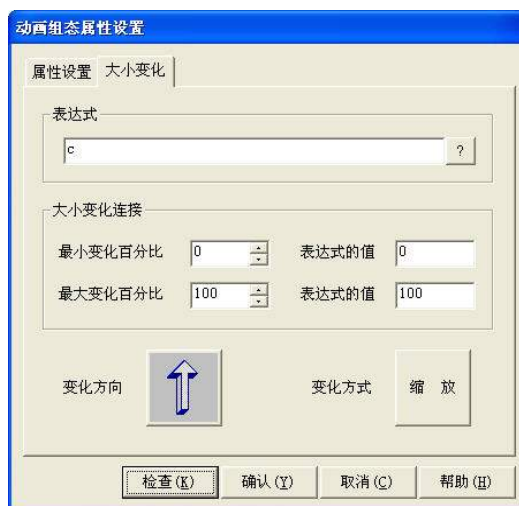 动画组态属性设置
属性设置 大小变化
表达式
c ?
大小变化连接
最小变化百分比 0 表达式的值 0
最大变化百分比 100 表达式的值 100
变化方向 变化方式 缩 放
检查(K) 确认(Y) 取消(C) 帮助(H)